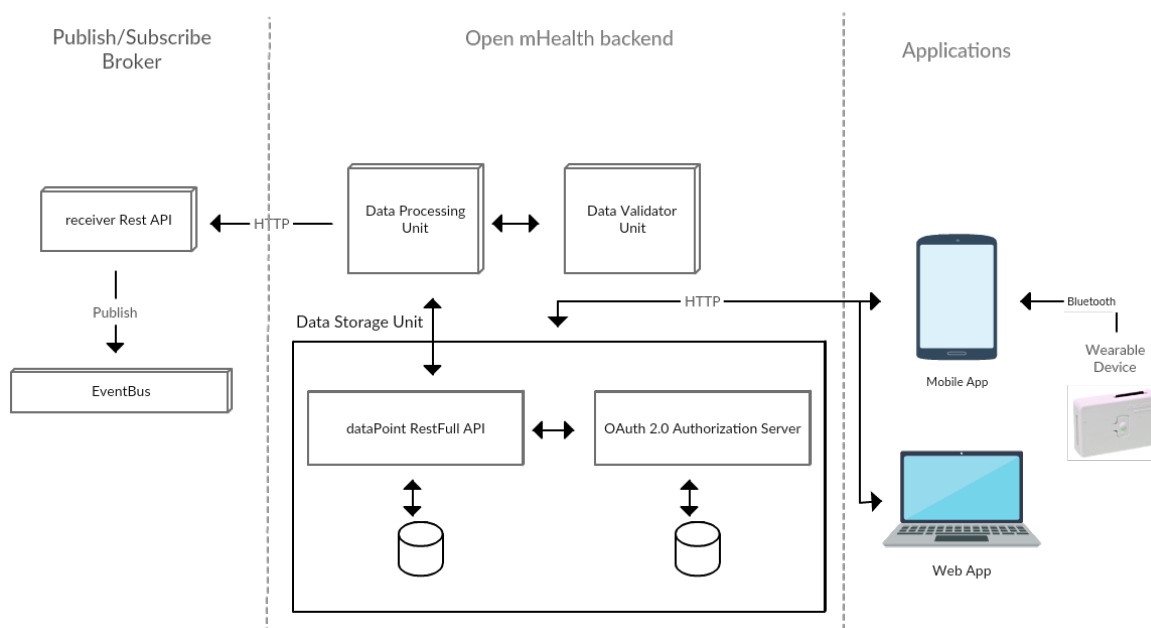 Publish/Subscribe
Broker
Open mHealth backend
Applications
receiver Rest API
HTTP
Data Processing
Unit
Data Validator
Unit
Publish
EventBus
Data Storage Unit
HTTP
Bluetooth
Wearable
Device
Mobile App
dataPoint RestFull API
OAuth 2.0 Authorization Server
Web App